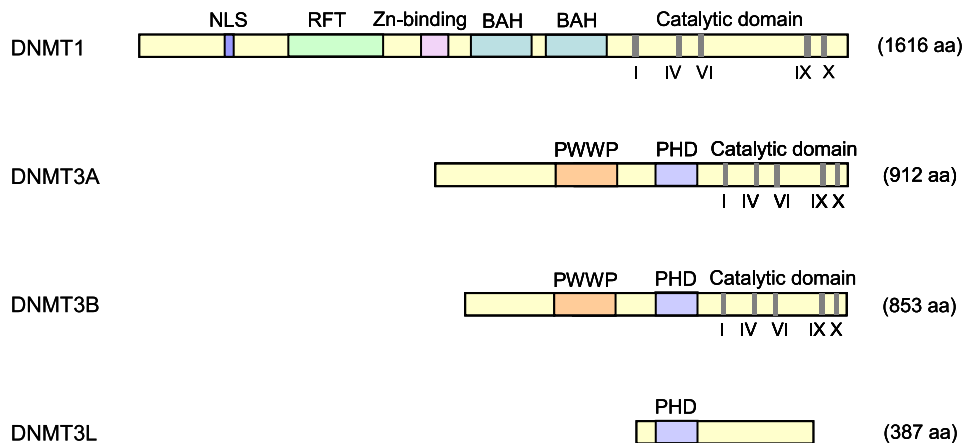 NLS RFT Zn-binding BAH BAH Catalytic domain
DNMT1 (1616 aa)
I IV VI IX X
PWWP PHD Catalytic domain
DNMT3A (912 aa)
I IV VI IX X
PWWP PHD Catalytic domain
DNMT3B (853 aa)
I IV VI IX X
PHD
DNMT3L (387 aa)